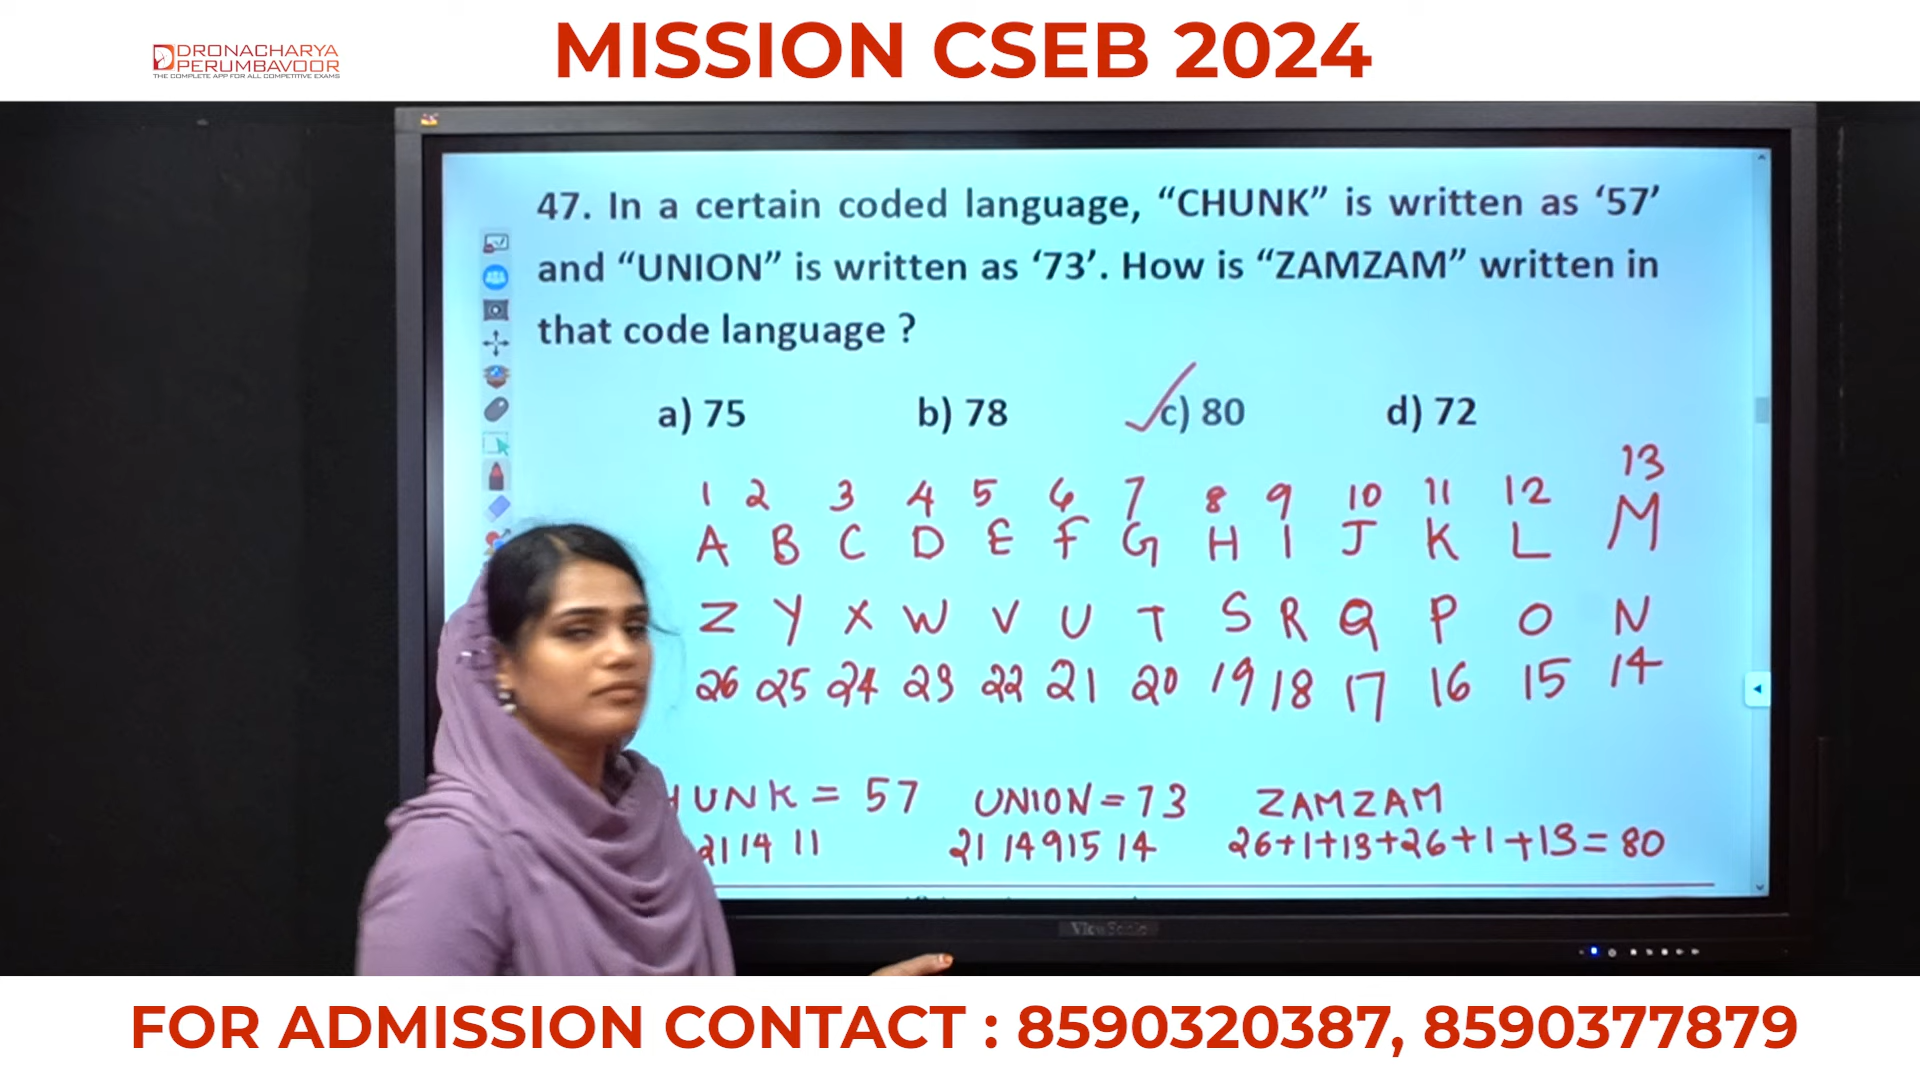 DRONACHARYA
PERUMBAVOOR
THE COMPLETE APP FOR ALL COMPETITIVE EXAMS
MISSION CSEB 2024
47. In a certain coded language, “CHUNK” is written as ‘57’
and “UNION” is written as ‘73’. How is “ZAMZAM” written in
that code language ?
a) 75 b) 78 c) 80 d) 72
1 2 3 4 5 6 7 8 9 10 11 12 13
A B C D E F G H I J K L M
Z Y X W V U T S R Q P O N
26 25 24 23 22 21 20 19 18 17 16 15 14
HUNK = 57 UNION = 73 ZAMZAM
21 14 11 21 14 9 15 14 26+1+13+26+1+13=80
ViewSonic
FOR ADMISSION CONTACT : 8590320387, 8590377879